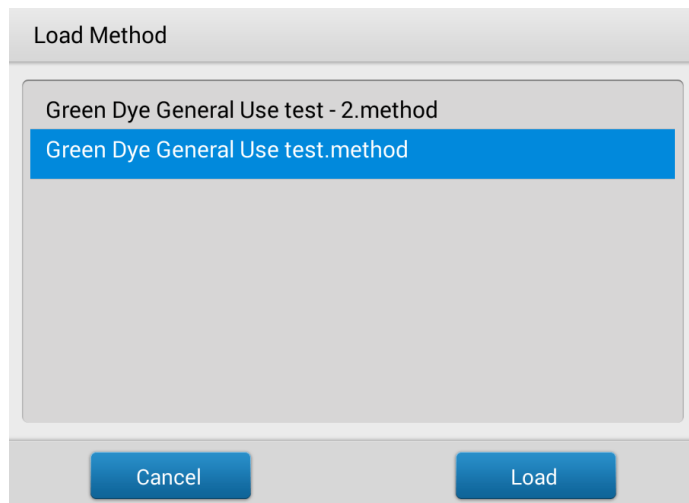 Load Method
Green Dye General Use test - 2.method
Green Dye General Use test.method
Cancel
Load